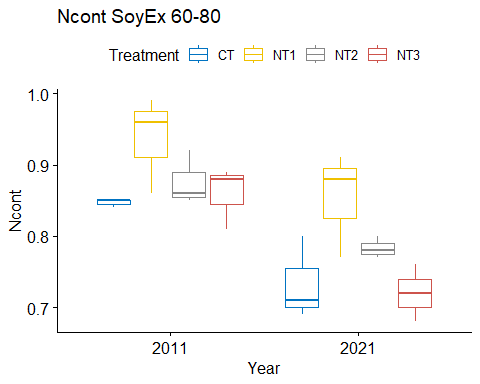 Ncont SoyEx 60-80
Treatment CT NT1 NT2 NT3
1.0
0.9
0.8
0.7
Ncont
2011 2021
Year